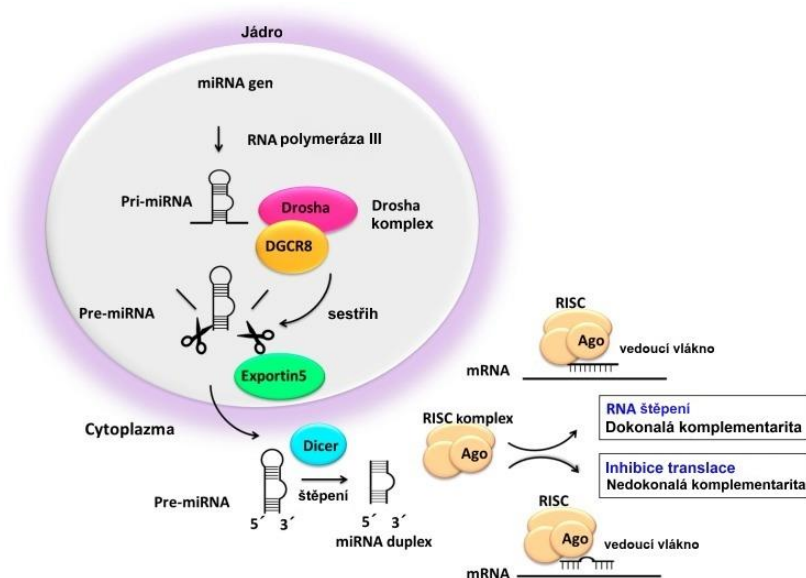 Jádro
miRNA gen
RNA polymeráza III
Pri-miRNA
Drosha
Drosha
komplex
DGCR8
Pre-miRNA
sestřih
Exportin5
RISC
Ago
vedoucí vlákno
mRNA
Cytoplazma
Dicer
RISC komplex
Ago
RNA štěpení
Dokonalá komplementarita
Inhibice translace
Nedokonalá komplementarita
Pre-miRNA
štěpení
5´ 3´
5´ 3´
miRNA duplex
RISC
Ago
vedoucí vlákno
mRNA